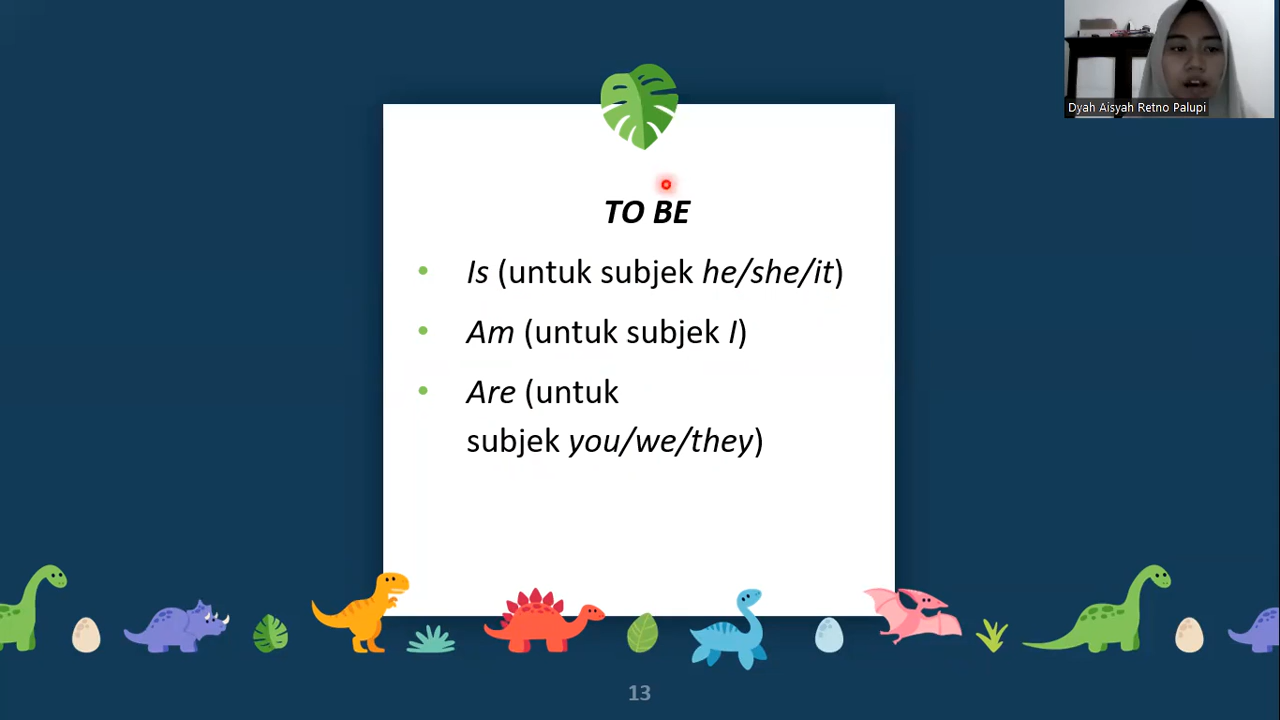 Dyah Aisyah Retno Palupi
TO BE
• Is (untuk subjek he/she/it)
• Am (untuk subjek I)
• Are (untuk
subjek you/we/they)
13